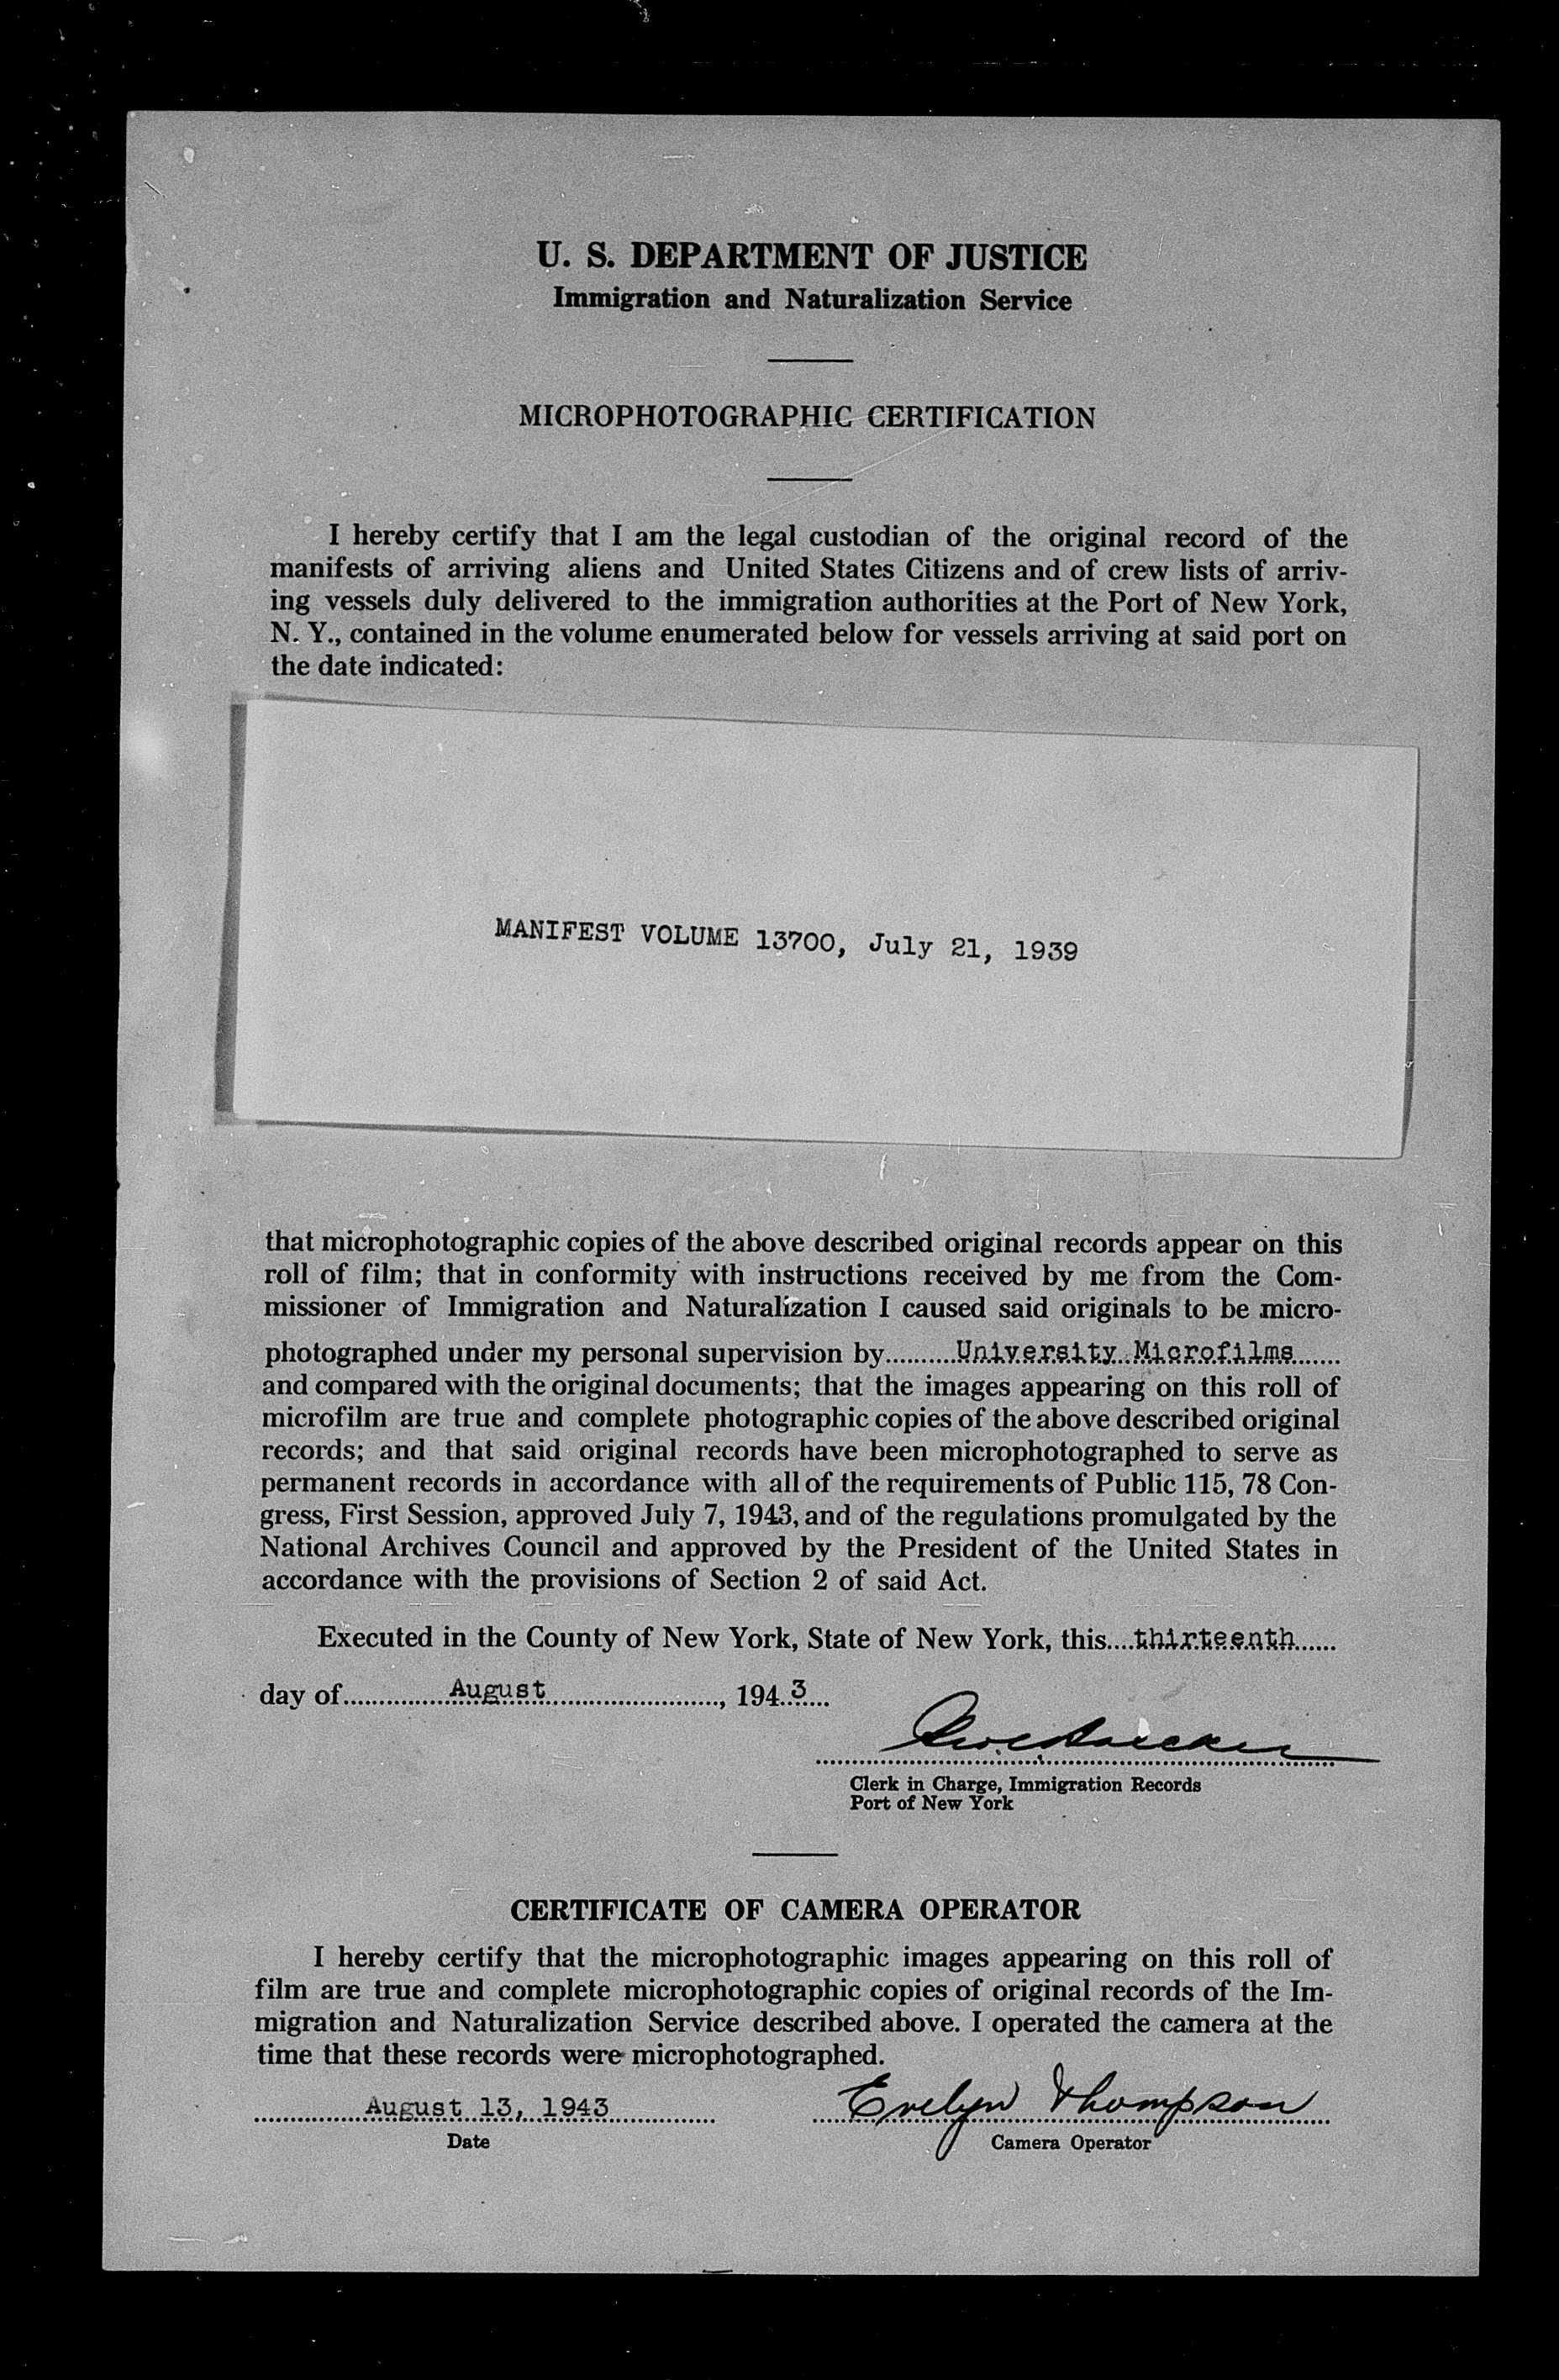 U. S. DEPARTMENT OF JUSTICE
Immigration and Naturalization Service
MICROPHOTOGRAPHIC CERTIFICATION
I hereby certify that I am the legal custodian of the original record of the
manifests of arriving aliens and United States Citizens and of crew lists of arriv-
ing vessels duly delivered to the immigration authorities at the Port of New York,
N. Y., contained in the volume enumerated below for vessels arriving at said port on
the date indicated:
MANIFEST VOLUME 13700, July 21, 1939
that microphotographic copies of the above described original records appear on this
roll of film; that in conformity with instructions received by me from the Com-
missioner of Immigration and Naturalization I caused said originals to be micro-
photographed under my personal supervision by..........University Microfilms.......
and compared with the original documents; that the images appearing on this roll of
microfilm are true and complete photographic copies of the above described original
records; and that said original records have been microphotographed to serve as
permanent records in accordance with all of the requirements of Public 115, 78 Con-
gress, First Session, approved July 7, 1943, and of the regulations promulgated by the
National Archives Council and approved by the President of the United States in
accordance with the provisions of Section 2 of said Act.
Executed in the County of New York, State of New York, this....thirteenth......
day of...............August........................., 194..3....
Clerk in Charge, Immigration Records
Port of New York
CERTIFICATE OF CAMERA OPERATOR
I hereby certify that the microphotographic images appearing on this roll of
film are true and complete microphotographic copies of original records of the Im-
migration and Naturalization Service described above. I operated the camera at the
time that these records were microphotographed.
August 13, 1943 Evelyn Thompson
Date Camera Operator